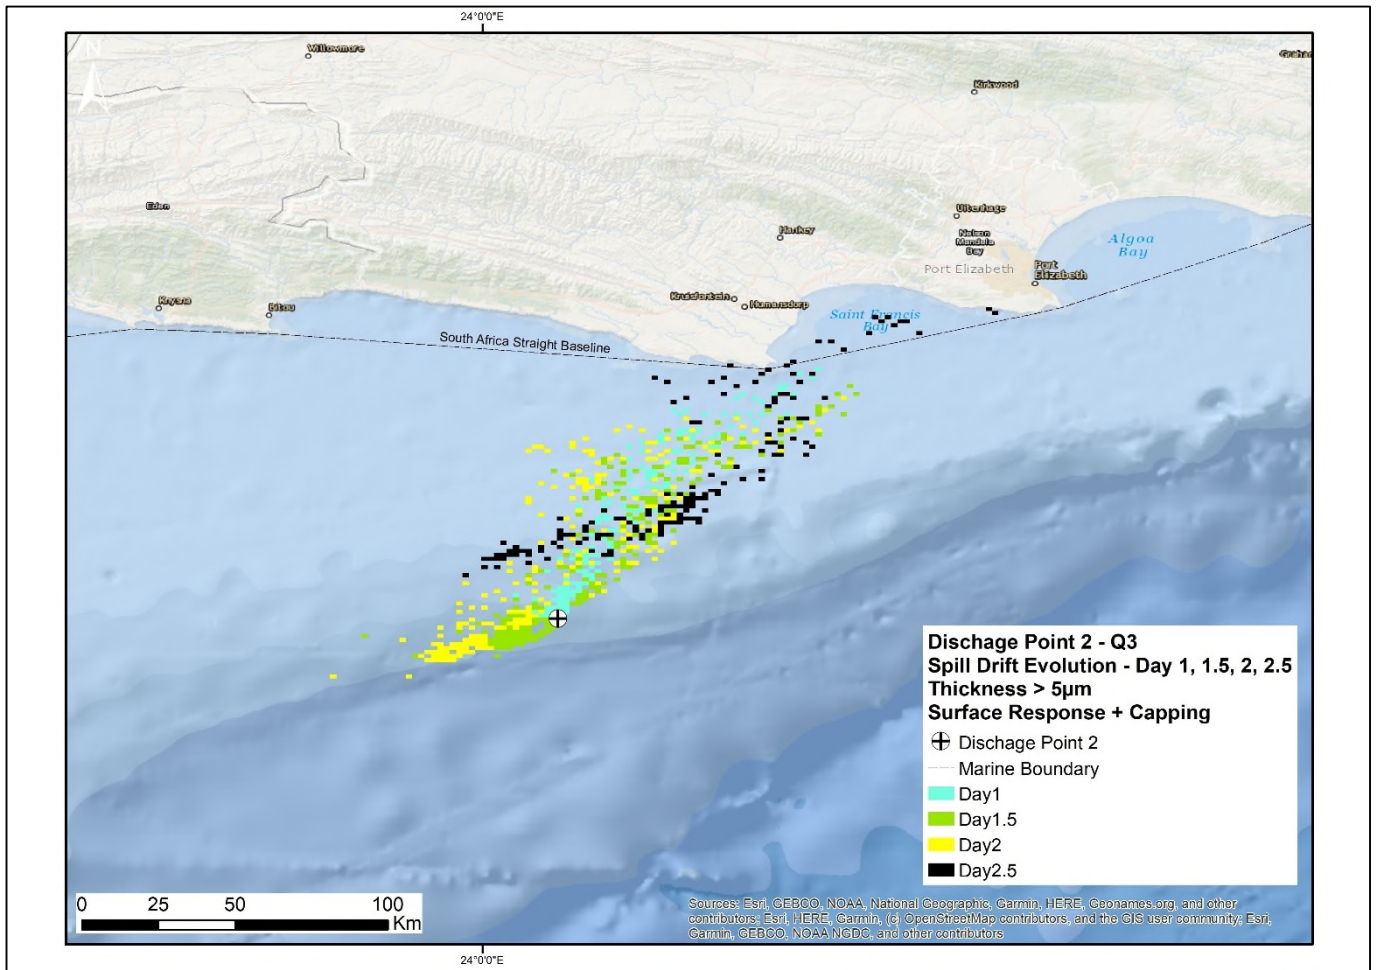 24°0'0"E
N
Willowmore
Graha
Kirkwood
Eden
Uitenhage
Hankey
Nelson
Mandela
Bay
Algoa
Bay
Port Elizabeth
Port
Elizabeth
Knysna
Bitou
Kruisfontein
Humansdorp
Saint Francis
Bay
South Africa Straight Baseline
Dischage Point 2 - Q3
Spill Drift Evolution - Day 1, 1.5, 2, 2.5
Thickness > 5µm
Surface Response + Capping
Dischage Point 2
Marine Boundary
Day1
Day1.5
Day2
Day2.5
0 25 50 100
Km
Sources: Esri, GEBCO, NOAA, National Geographic, Garmin, HERE, Geonames.org, and other
contributors; Esri, HERE, Garmin, (c) OpenStreetMap contributors, and the GIS user community; Esri,
Garmin, GEBCO, NOAA NGDC, and other contributors
24°0'0"E